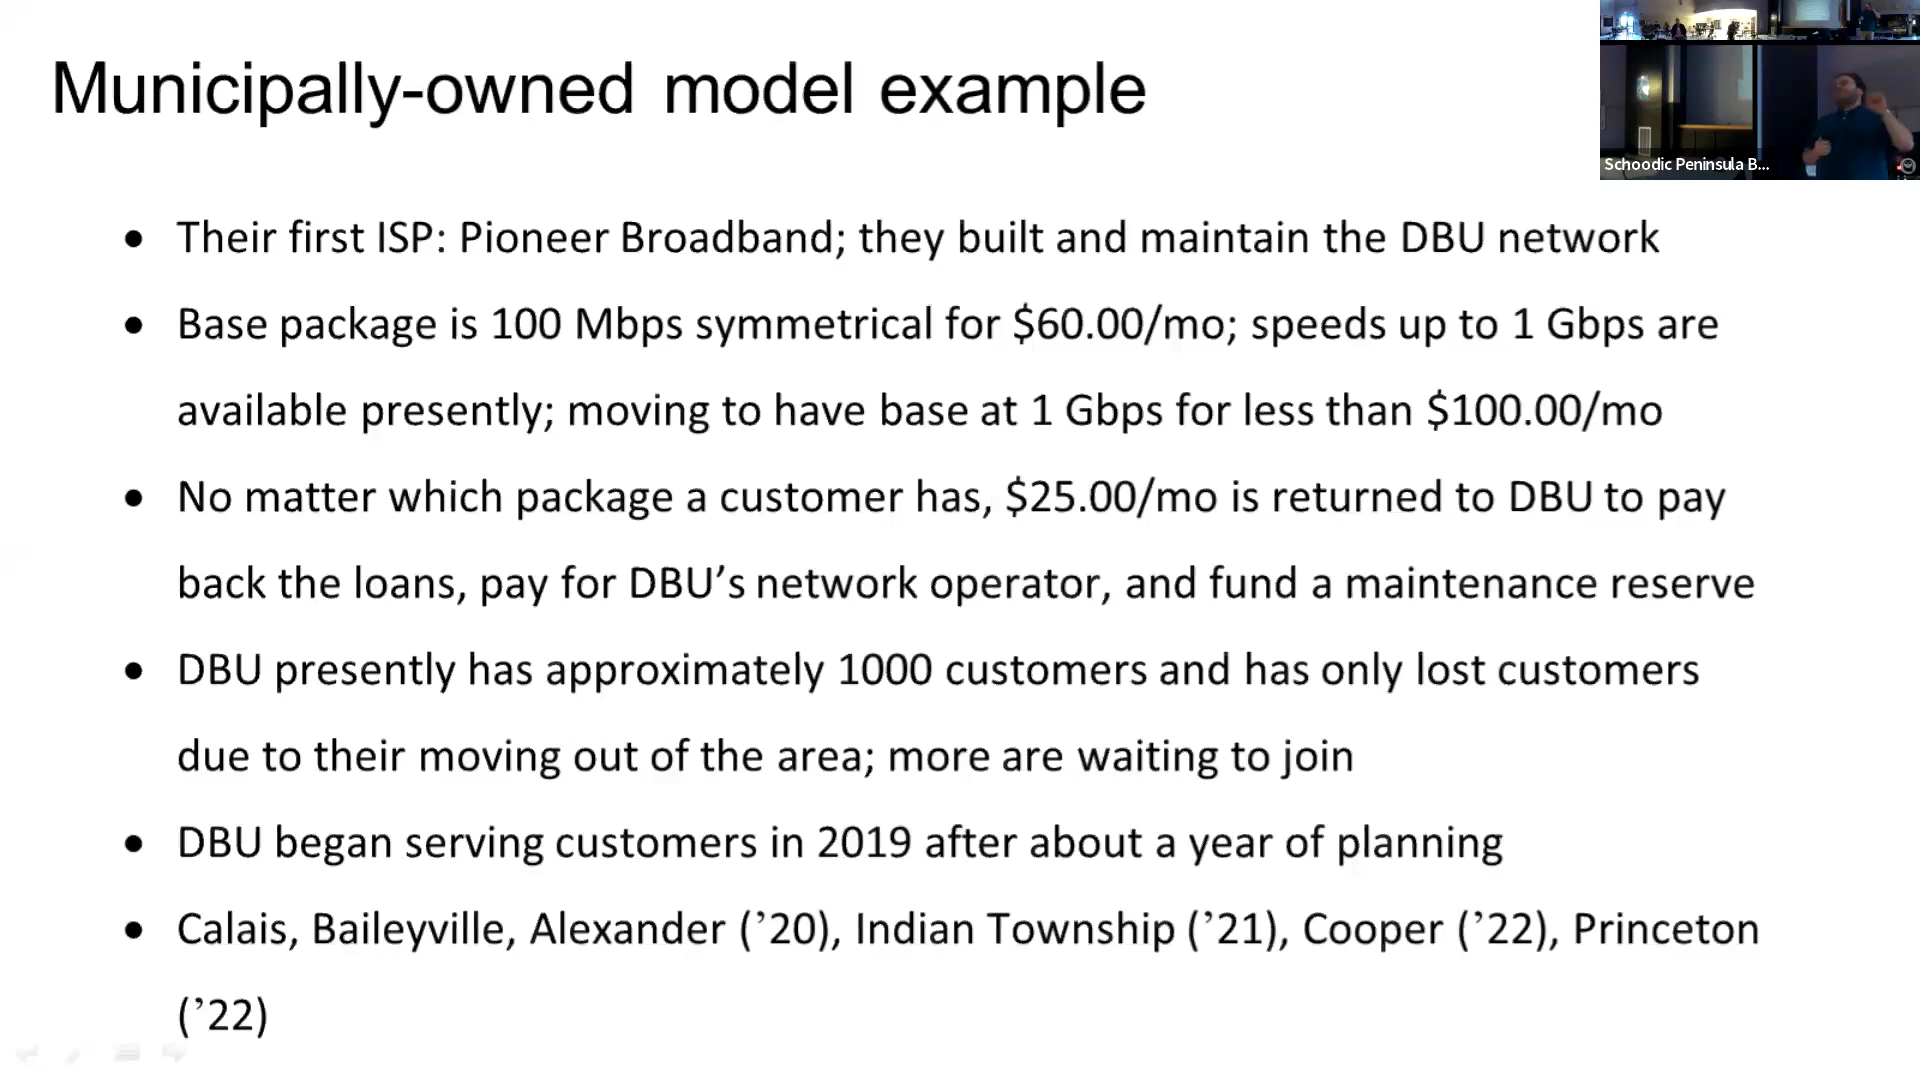 Municipally-owned model example
Schoodic Peninsula B...
• Their first ISP: Pioneer Broadband; they built and maintain the DBU network
• Base package is 100 Mbps symmetrical for $60.00/mo; speeds up to 1 Gbps are
available presently; moving to have base at 1 Gbps for less than $100.00/mo
• No matter which package a customer has, $25.00/mo is returned to DBU to pay
back the loans, pay for DBU’s network operator, and fund a maintenance reserve
• DBU presently has approximately 1000 customers and has only lost customers
due to their moving out of the area; more are waiting to join
• DBU began serving customers in 2019 after about a year of planning
• Calais, Baileyville, Alexander (’20), Indian Township (’21), Cooper (’22), Princeton
(’22)